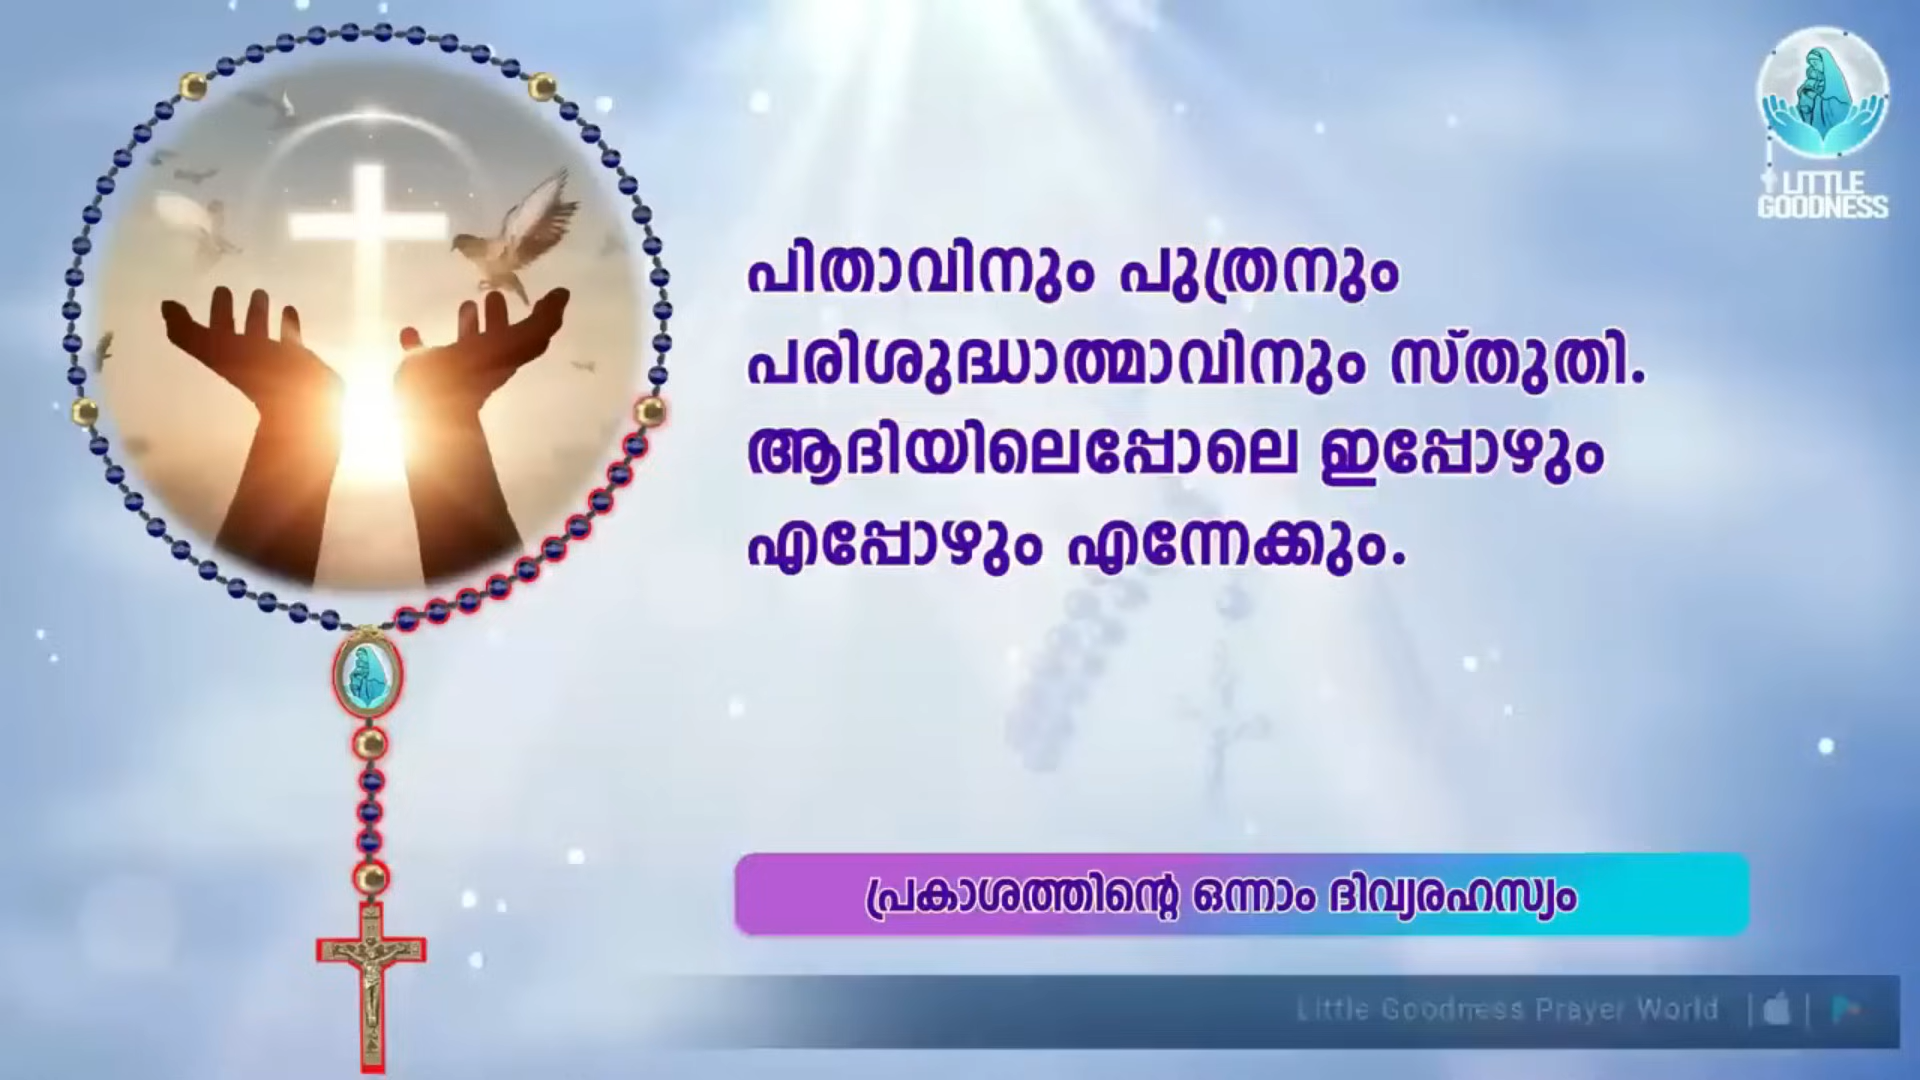 LITTLE
GOODNESS
പിതാവിനും പുത്രനും
പരിശുദ്ധാത്മാവിനും സ്തുതി.
ആദിയിലെപ്പോലെ ഇപ്പോഴും
എപ്പോഴും എന്നേക്കും.
പ്രകാശത്തിന്റെ ഒന്നാം ദിവ്യരഹസ്യം
Little Goodness Prayer World